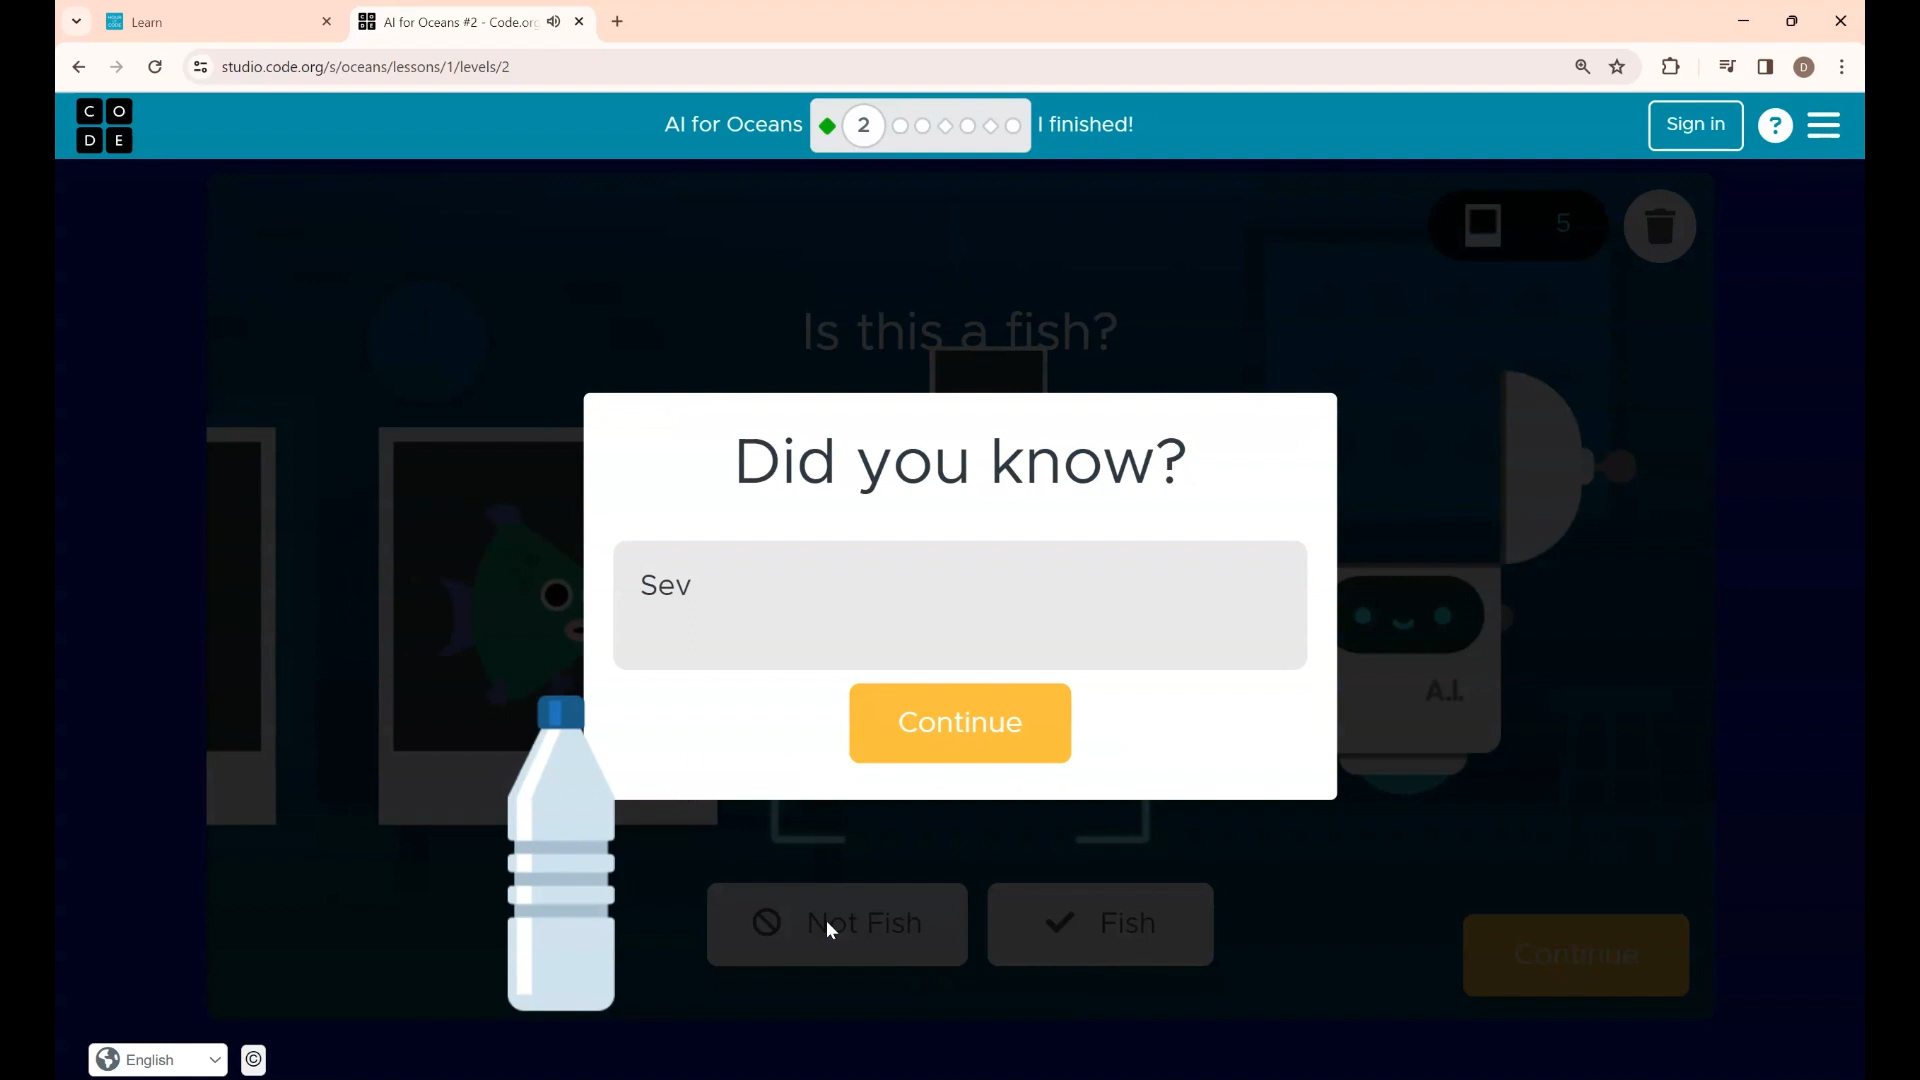 Learn
AI for Oceans #2 - Code.org
studio.code.org/s/oceans/lessons/1/levels/2
D
C O
D E
AI for Oceans
2
I finished!
Sign in
?
5
Is this a fish?
Did you know?
Sev
Continue
A.I.
Not Fish
Fish
Continue
English
©